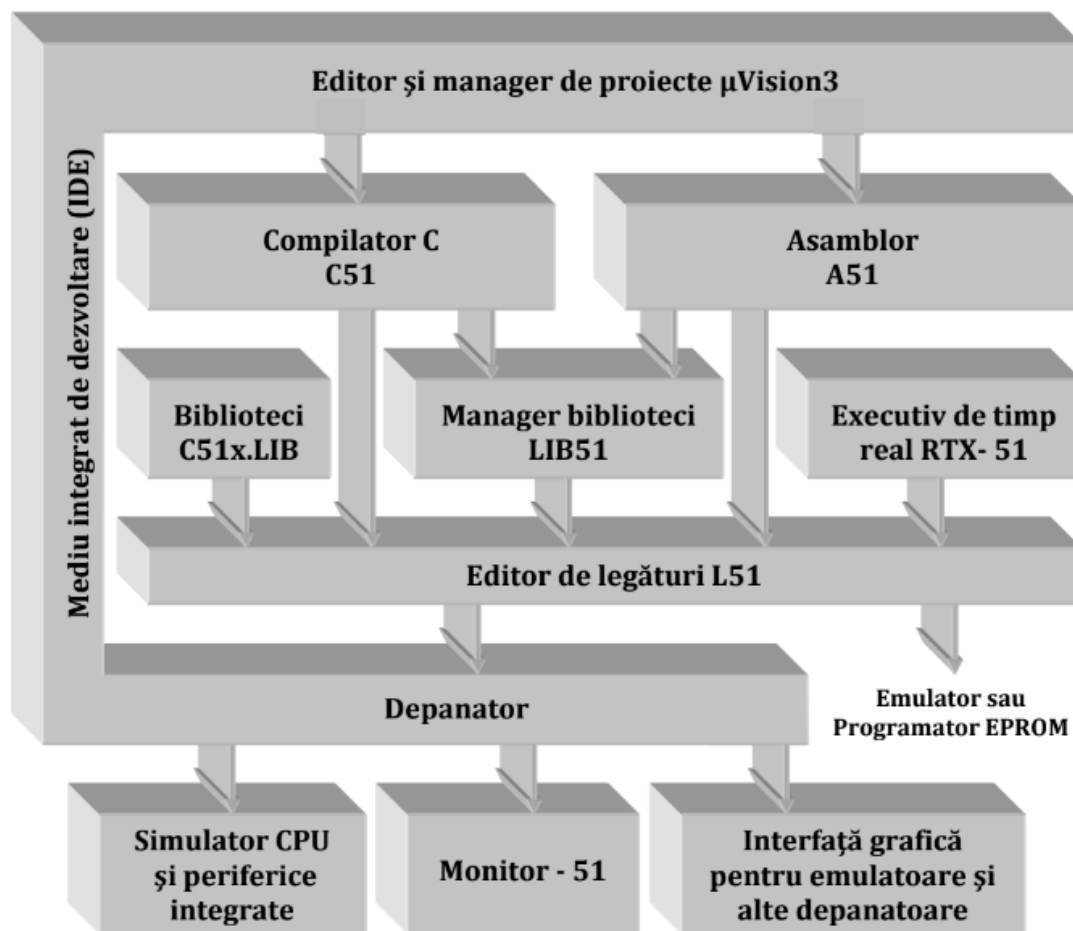 Editor şi manager de proiecte µVision3
Mediu integrat de dezvoltare (IDE)
Compilator C
C51
Asamblor
A51
Biblioteci
C51x.LIB
Manager biblioteci
LIB51
Executiv de timp
real RTX- 51
Editor de legături L51
Depanator
Emulator sau
Programator EPROM
Simulator CPU
şi periferice
integrate
Monitor - 51
Interfaţă grafică
pentru emulatoare şi
alte depanatoare